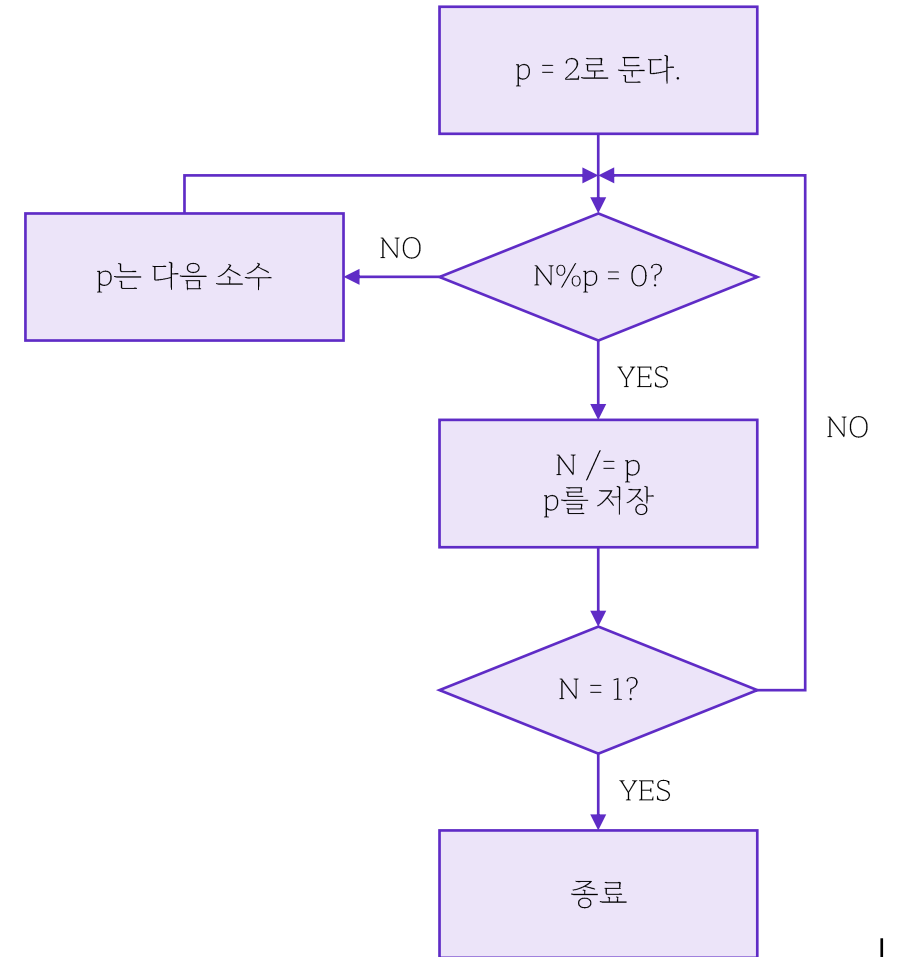 p = 2로 둔다.
NO
p는 다음 소수
N%p = 0?
YES
NO
N /= p
p를 저장
N = 1?
YES
종료